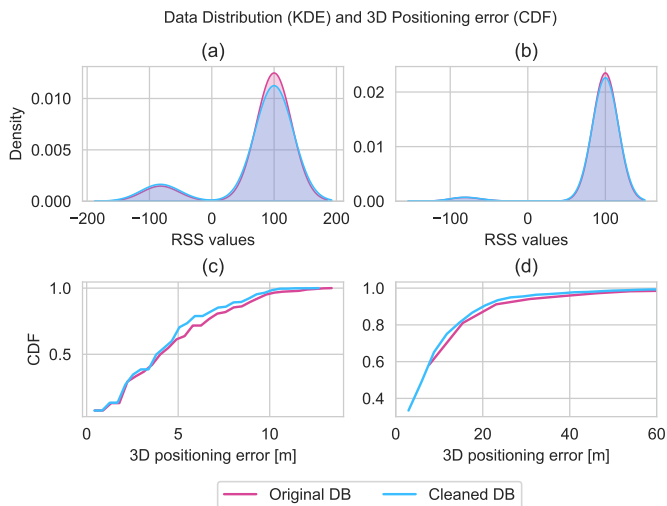 Data Distribution (KDE) and 3D Positioning error (CDF)
(a)
(b)
Density
0.010
0.005
0.000
0.02
0.01
0.00
−200 −100 0 100 200
−100 0 100
RSS values
RSS values
(c)
(d)
CDF
1.0
0.5
1.0
0.8
0.6
0.4
0 5 10
0 20 40 60
3D positioning error [m]
3D positioning error [m]
Original DB
Cleaned DB